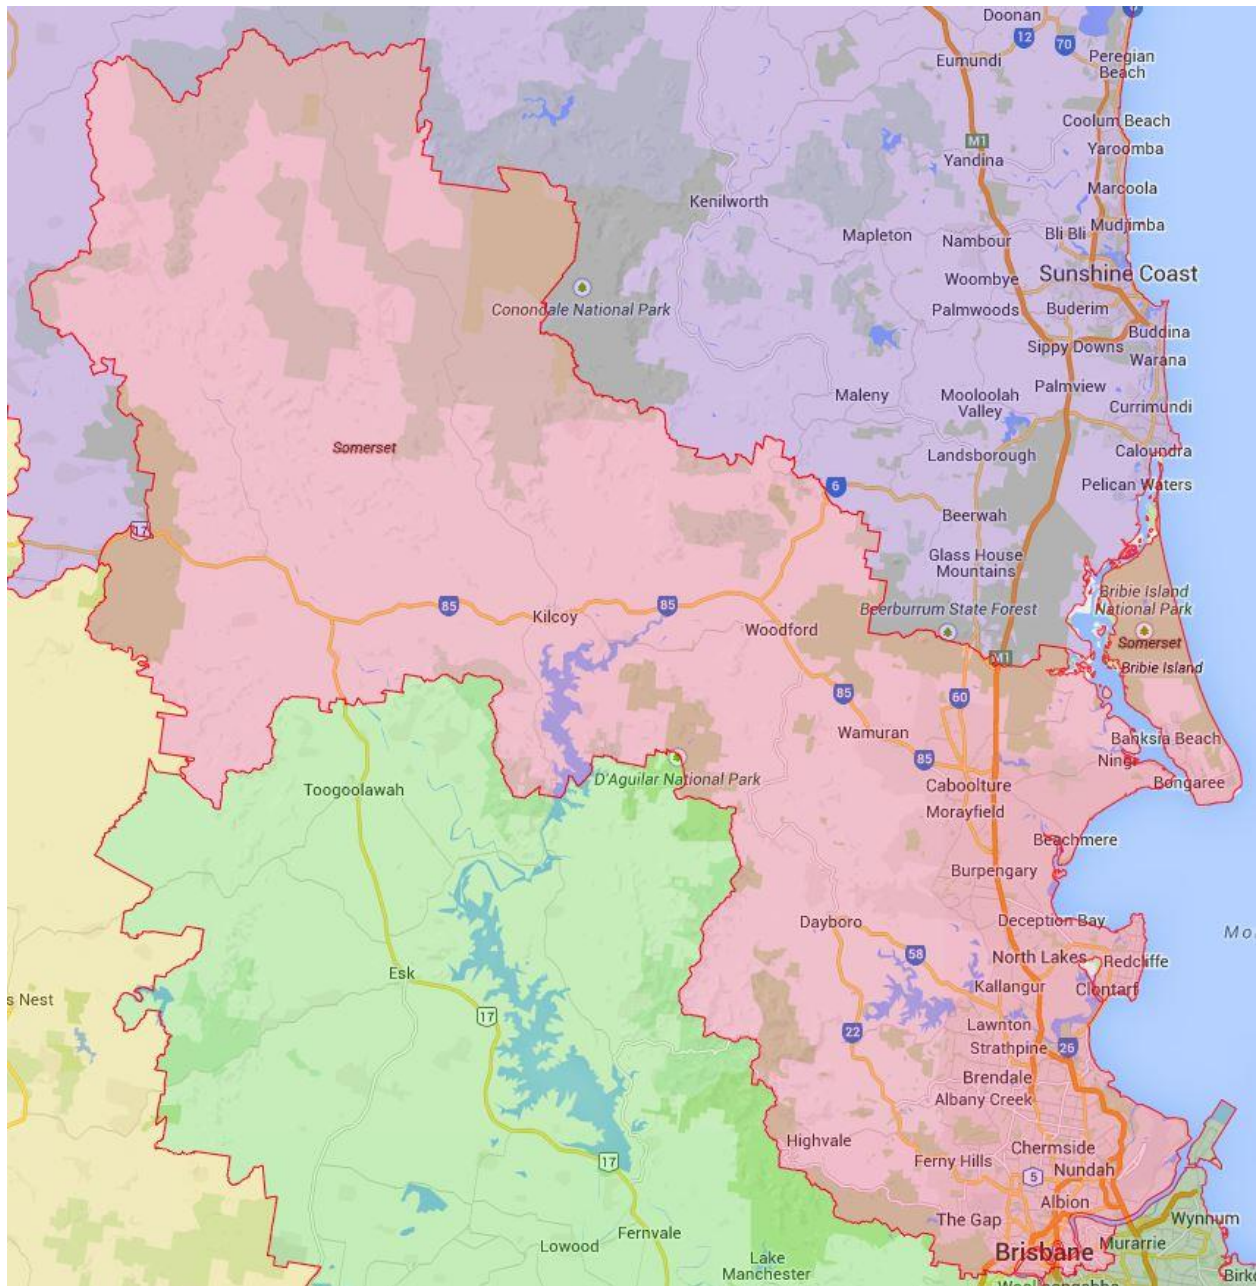 Doonan
12
70
Eumundi
Peregian
Beach
Coolum Beach
M1
Yaroomba
Yandina
Marcoola
Kenilworth
Mudjimba
Bli Bli
Mapleton
Nambour
Sunshine Coast
Woombye
Conondale National Park
Palmwoods
Buderim
Buddina
Sippy Downs
Warana
Palmview
Maleny
Mooloolah
Valley
Currimundi
Somerset
Landsborough
Caloundra
6
Pelican Waters
Beerwah
17
Glass House
Mountains
Bribie Island
National Park
85
85
Kilcoy
Beerburrum State Forest
Woodford
Somerset
M1
Bribie Island
85
60
Wamuran
Banksia Beach
85
Ningi
D'Aguilar National Park
Caboolture
Bongaree
Toogoolawah
Morayfield
Beachmere
Burpengary
Dayboro
Deception Bay
58
North Lakes
Redcliffe
Esk
Kallangur
Clontarf
s Nest
17
22
Lawnton
Strathpine
26
Brendale
Albany Creek
Highvale
Chermside
Ferny Hills
Nundah
17
5
Albion
The Gap
Wynnum
Fernvale
Murarrie
Lowood
Brisbane
Lake
Manchester